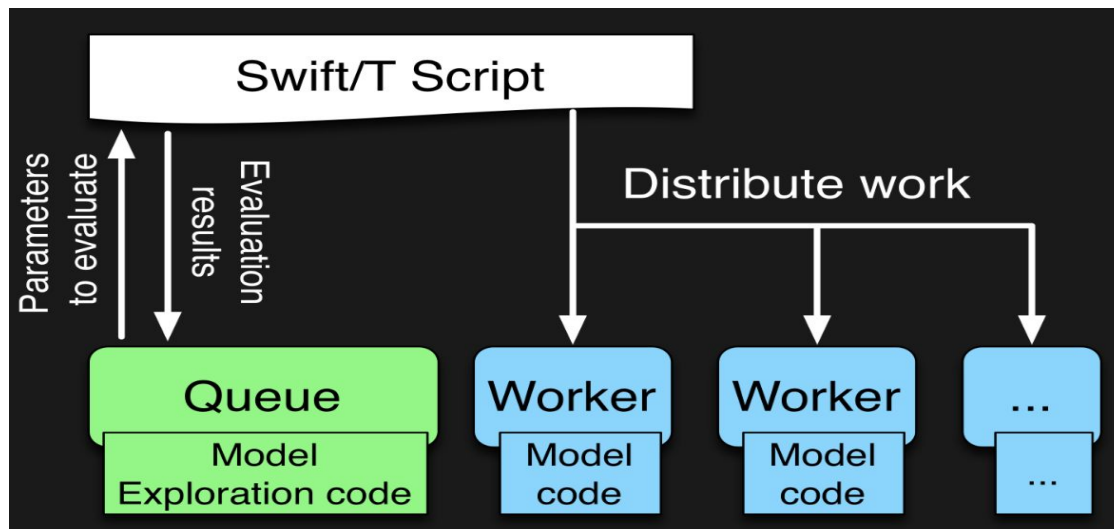 Swift/T Script
Parameters
to evaluate
Evaluation
results
Distribute work
Queue
Model
Exploration code
Worker
Model
code
Worker
Model
code
...
...